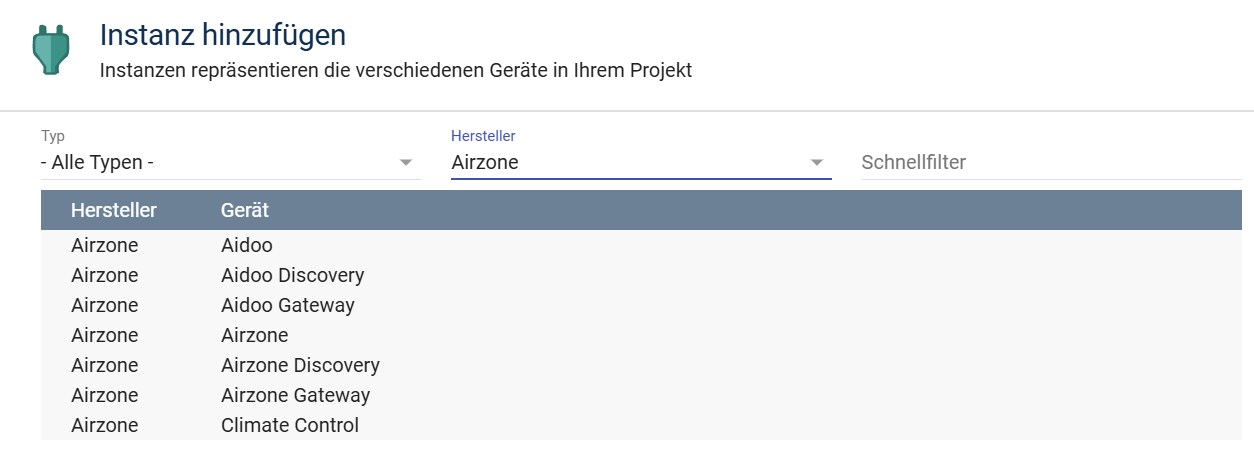 Instanz hinzufügen
Instanzen repräsentieren die verschiedenen Geräte in Ihrem Projekt
Typ Hersteller
- Alle Typen - Airzone Schnellfilter
Hersteller Gerät
Airzone Aidoo
Airzone Aidoo Discovery
Airzone Aidoo Gateway
Airzone Airzone
Airzone Airzone Discovery
Airzone Airzone Gateway
Airzone Climate Control